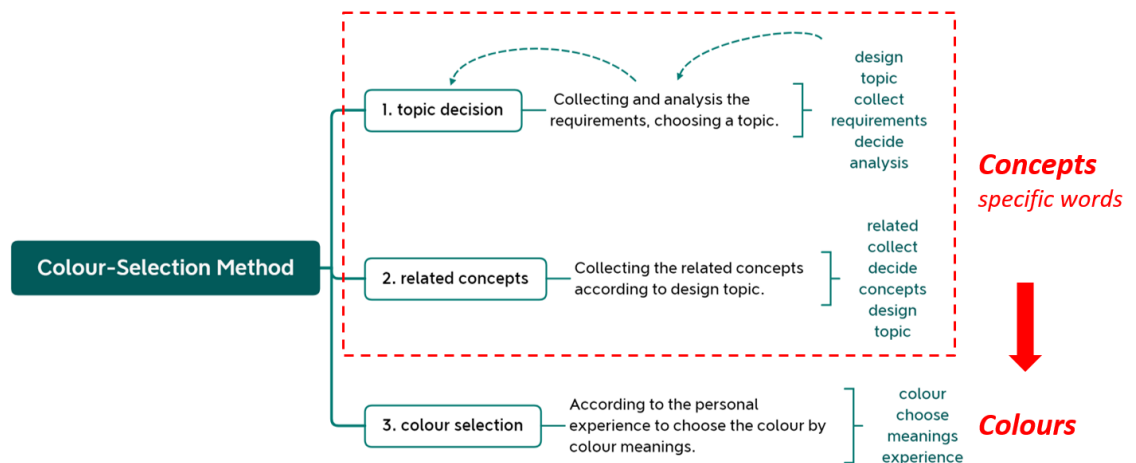 Colour-Selection Method
1. topic decision
Collecting and analysis the
requirements, choosing a topic.
design
topic
collect
requirements
decide
analysis
2. related concepts
Collecting the related concepts
according to design topic.
related
collect
decide
concepts
design
topic
3. colour selection
According to the personal
experience to choose the colour by
colour meanings.
colour
choose
meanings
experience
Concepts
specific words
Colours